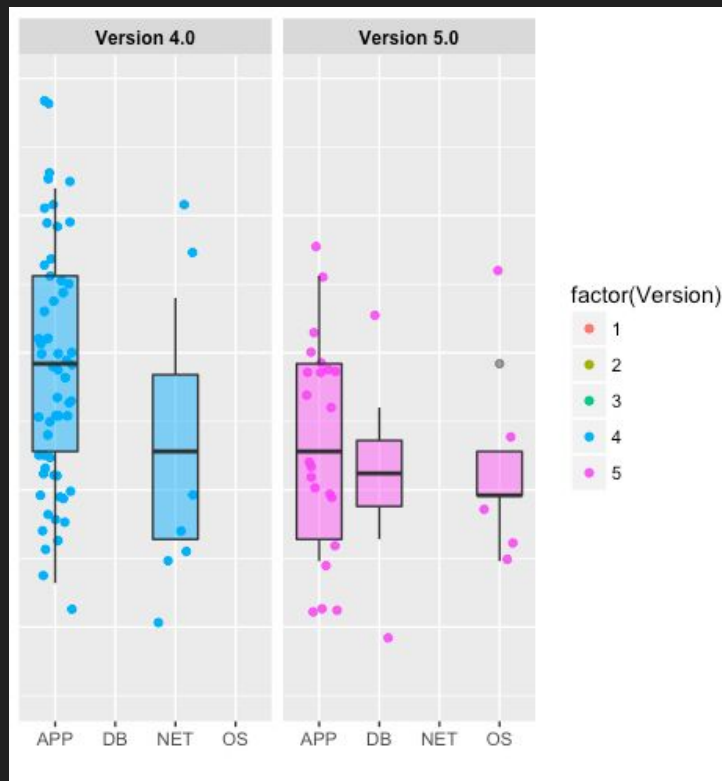 Version 4.0
Version 5.0
APP DB NET OS
APP DB NET OS
factor(Version)
1
2
3
4
5